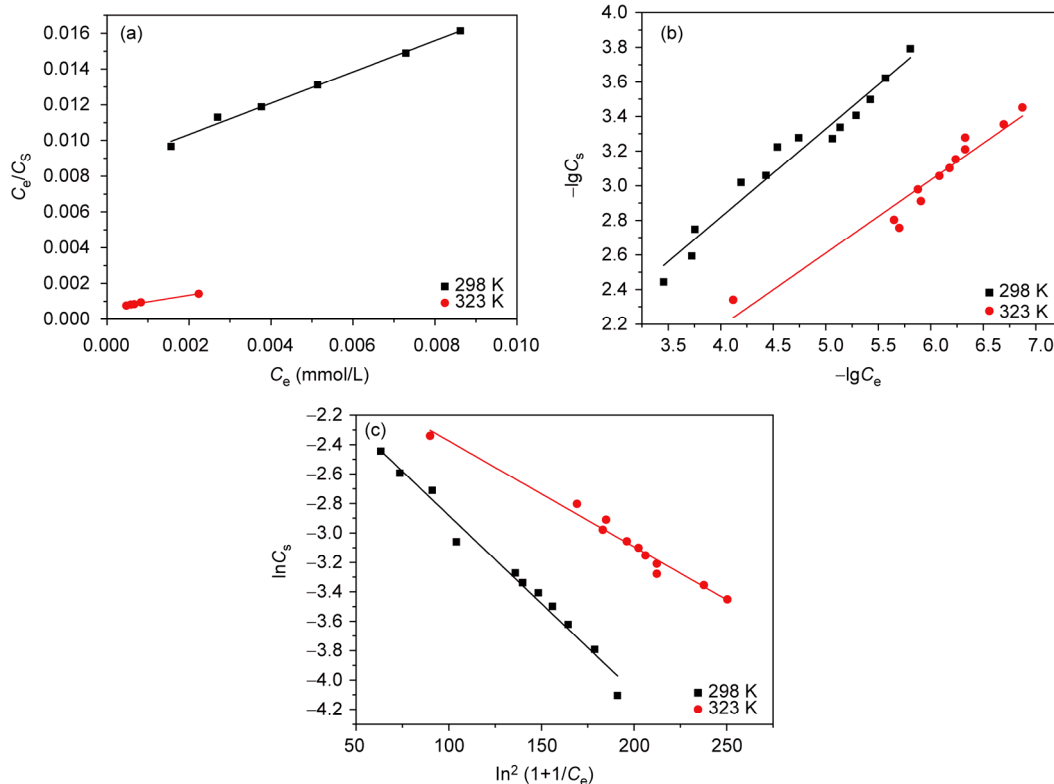 (a)
0.016
0.014
0.012
0.010
0.008
0.006
0.004
0.002
0.000
Ce/CS
298 K
323 K
0.000 0.002 0.004 0.006 0.008 0.010
Ce (mmol/L)
(b)
4.0
3.8
3.6
3.4
3.2
3.0
2.8
2.6
2.4
2.2
−lgCs
298 K
323 K
3.5 4.0 4.5 5.0 5.5 6.0 6.5 7.0
−lgCe
(c)
−2.2
−2.4
−2.6
−2.8
−3.0
−3.2
−3.4
−3.6
−3.8
−4.0
−4.2
lnCs
298 K
323 K
50 100 150 200 250
ln² (1+1/Ce)